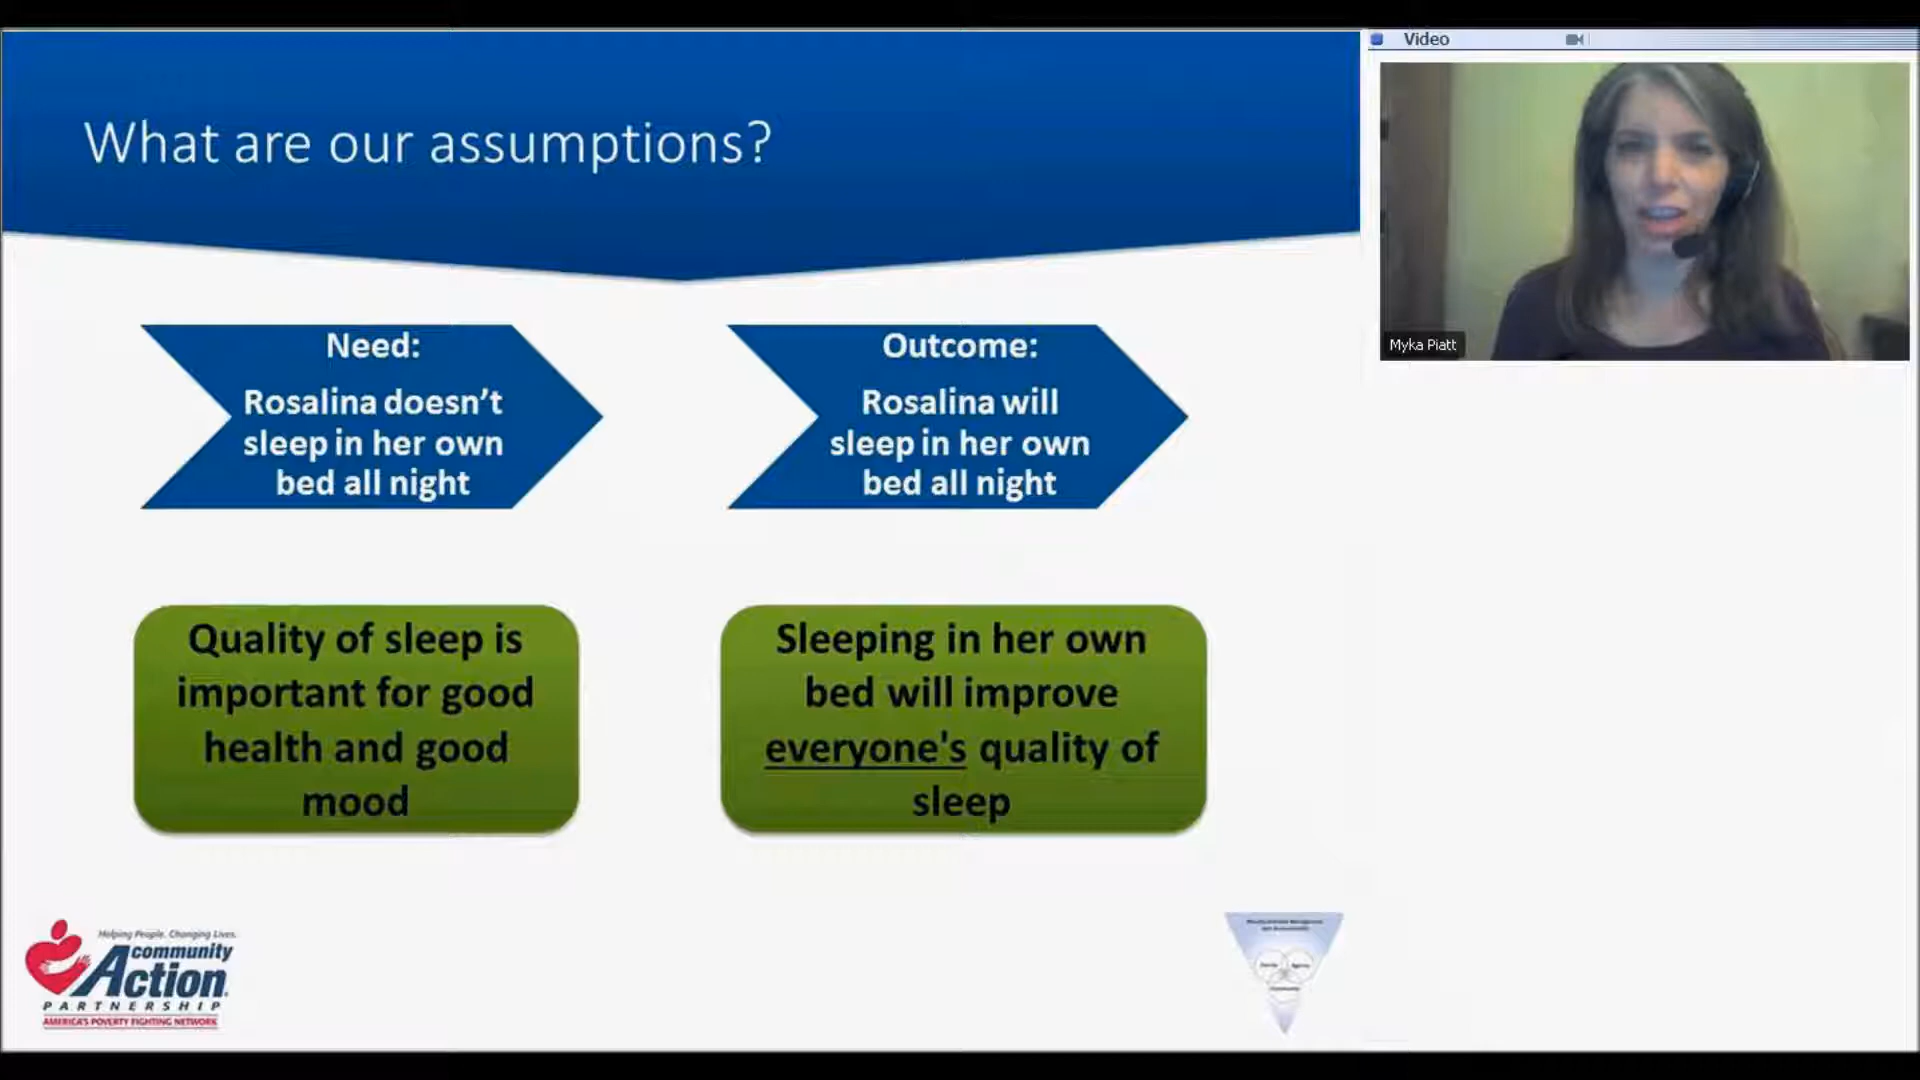 What are our assumptions?
Video
Myka Piatt
Need:
Rosalina doesn’t
sleep in her own
bed all night
Outcome:
Rosalina will
sleep in her own
bed all night
Quality of sleep is
important for good
health and good
mood
Sleeping in her own
bed will improve
everyone's quality of
sleep
Helping People. Changing Lives.
community
Action
PARTNERSHIP
AMERICA'S POVERTY FIGHTING NETWORK